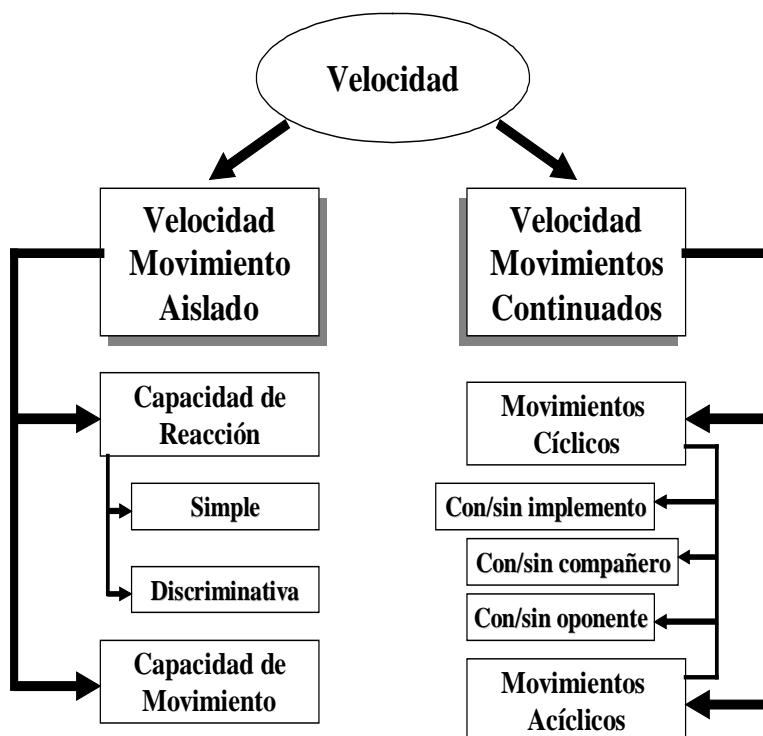 Velocidad
Velocidad
Movimiento
Aislado
Capacidad de
Reacción
Simple
Discriminativa
Capacidad de
Movimiento
Velocidad
Movimientos
Continuados
Movimientos
Cíclicos
Con/sin implemento
Con/sin compañero
Con/sin oponente
Movimientos
Acíclicos